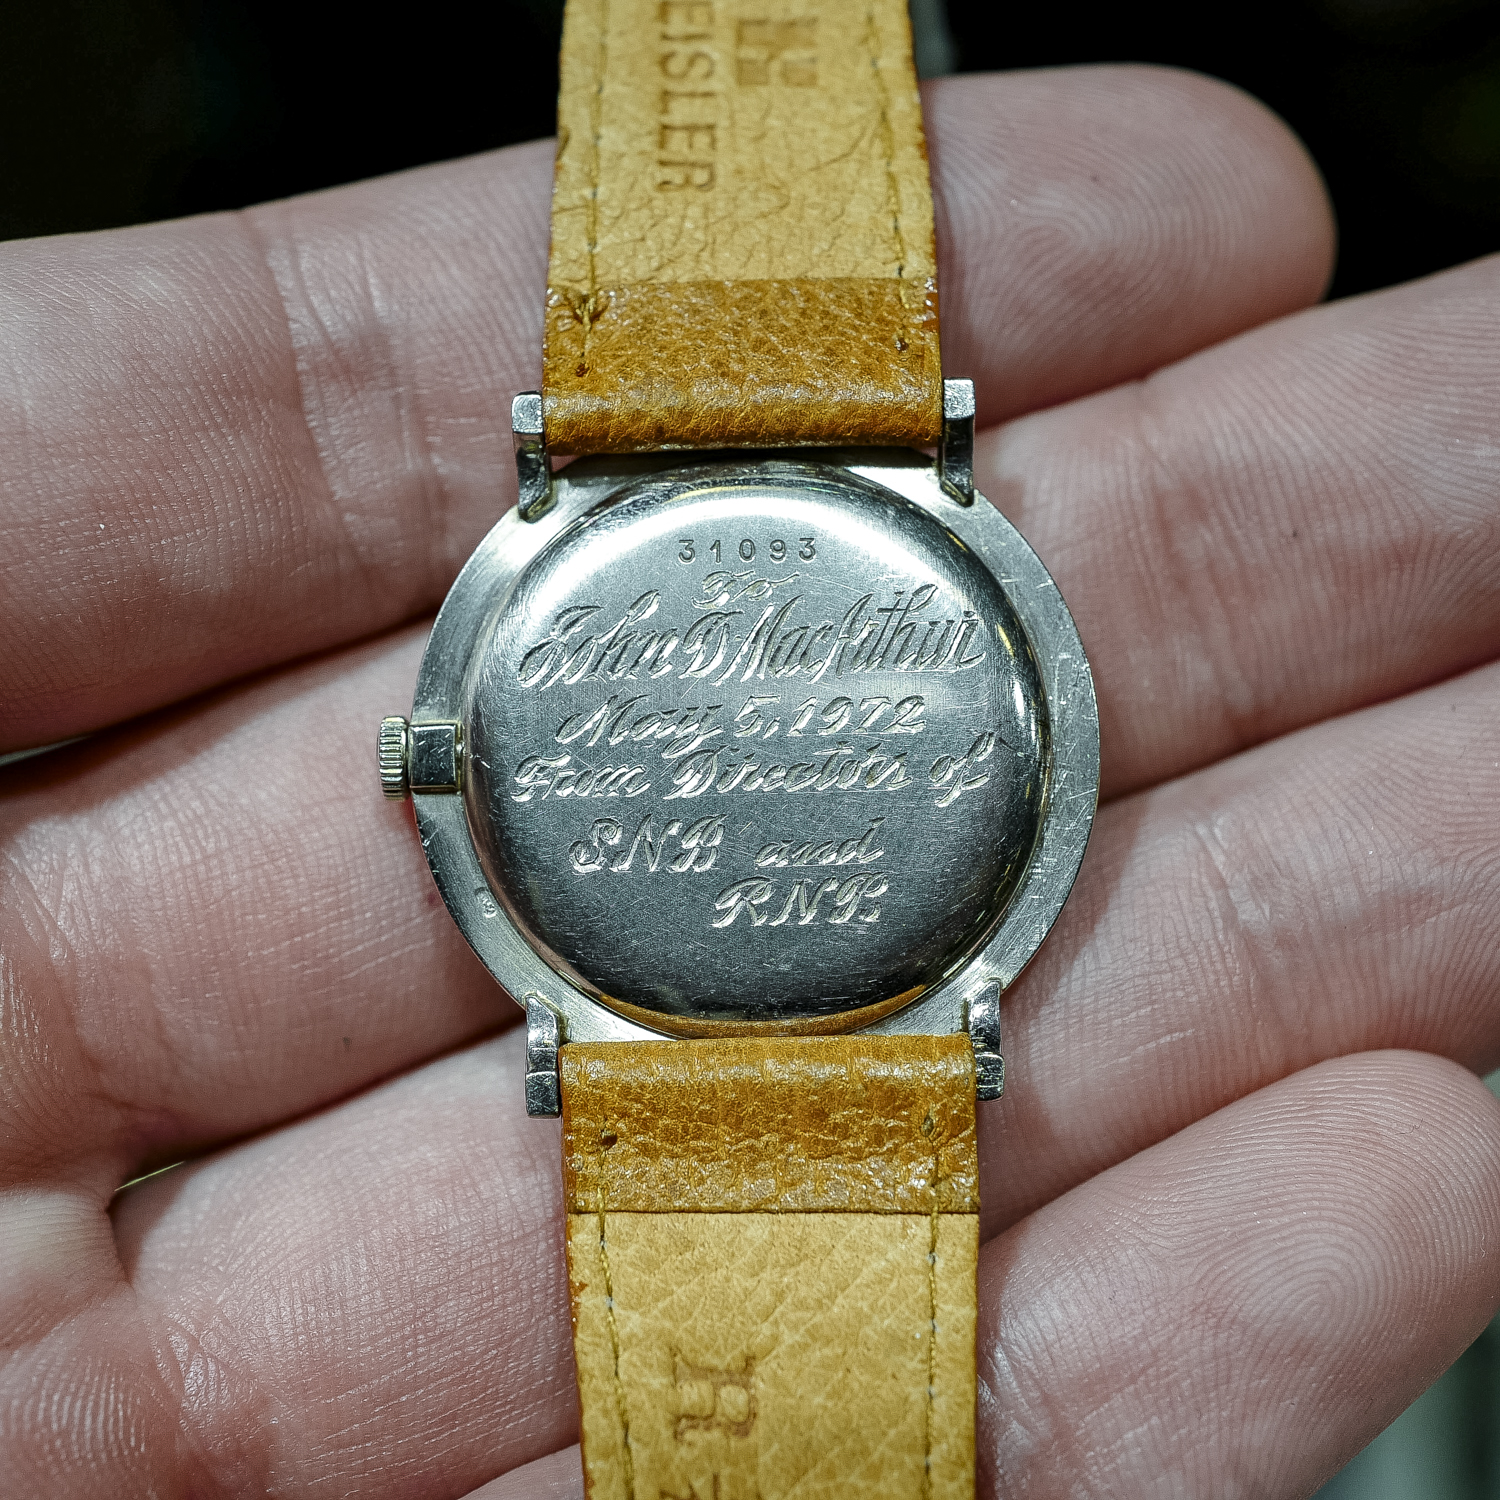 EISLER
31093
To
John D MacArthur
May 5, 1972
From Directors of
SNB and
RNB
R